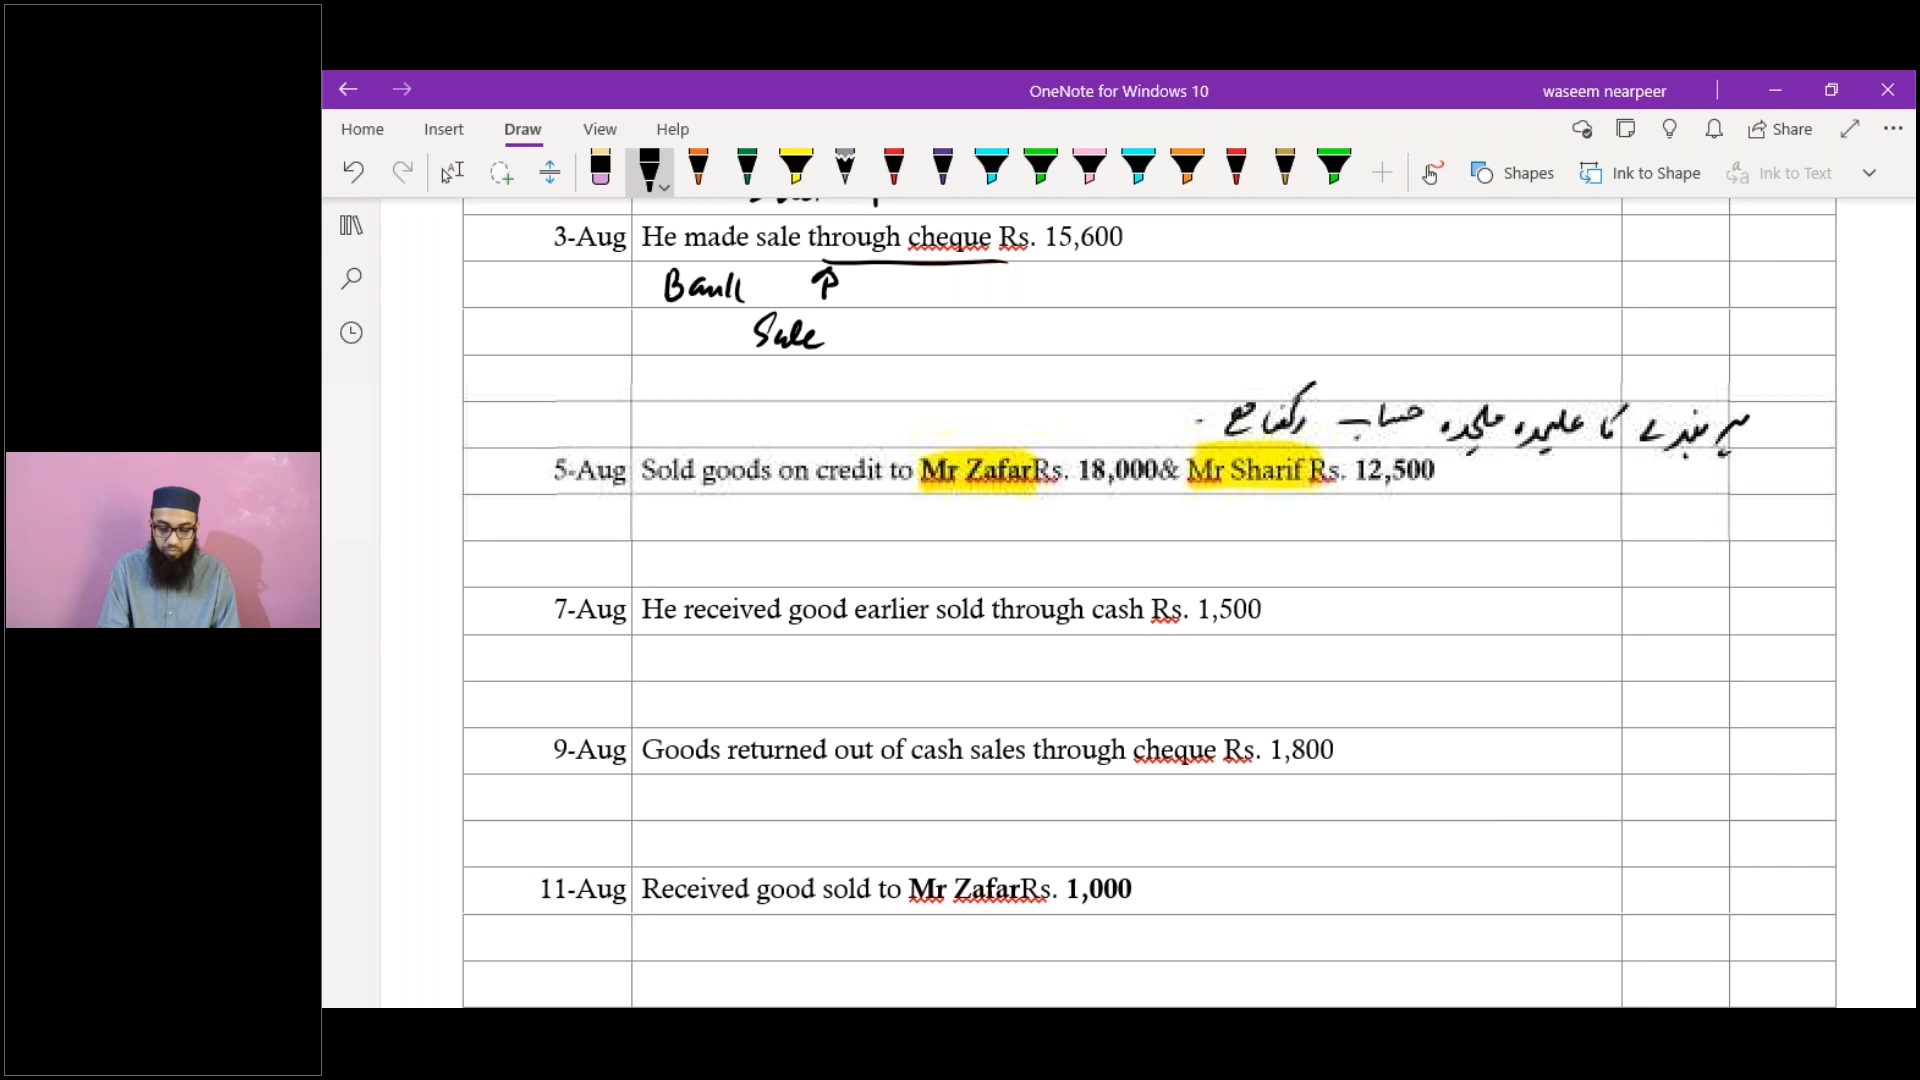 OneNote for Windows 10
waseem nearpeer
Home Insert Draw View Help
Share
Shapes Ink to Shape Ink to Text
3-Aug He made sale through cheque Rs. 15,600
Bank
Sale
ہر بندے کا علیحدہ علیحدہ حساب رکھنا ہے -
5-Aug Sold goods on credit to Mr ZafarRs. 18,000& Mr Sharif Rs. 12,500
7-Aug He received good earlier sold through cash Rs. 1,500
9-Aug Goods returned out of cash sales through cheque Rs. 1,800
11-Aug Received good sold to Mr ZafarRs. 1,000